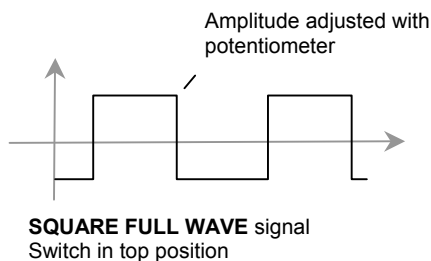 Amplitude adjusted with
potentiometer
SQUARE FULL WAVE signal
Switch in top position